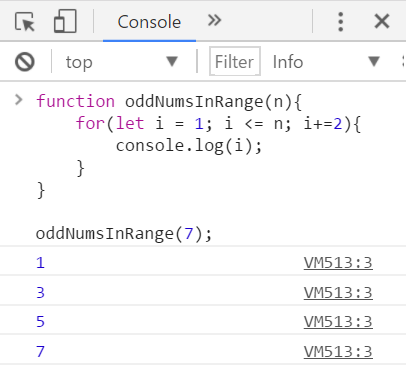 Console »
top Filter Info
> function oddNumsInRange(n){
    for(let i = 1; i <= n; i+=2){
        console.log(i);
    }
}
oddNumsInRange(7);
1 VM513:3
3 VM513:3
5 VM513:3
7 VM513:3